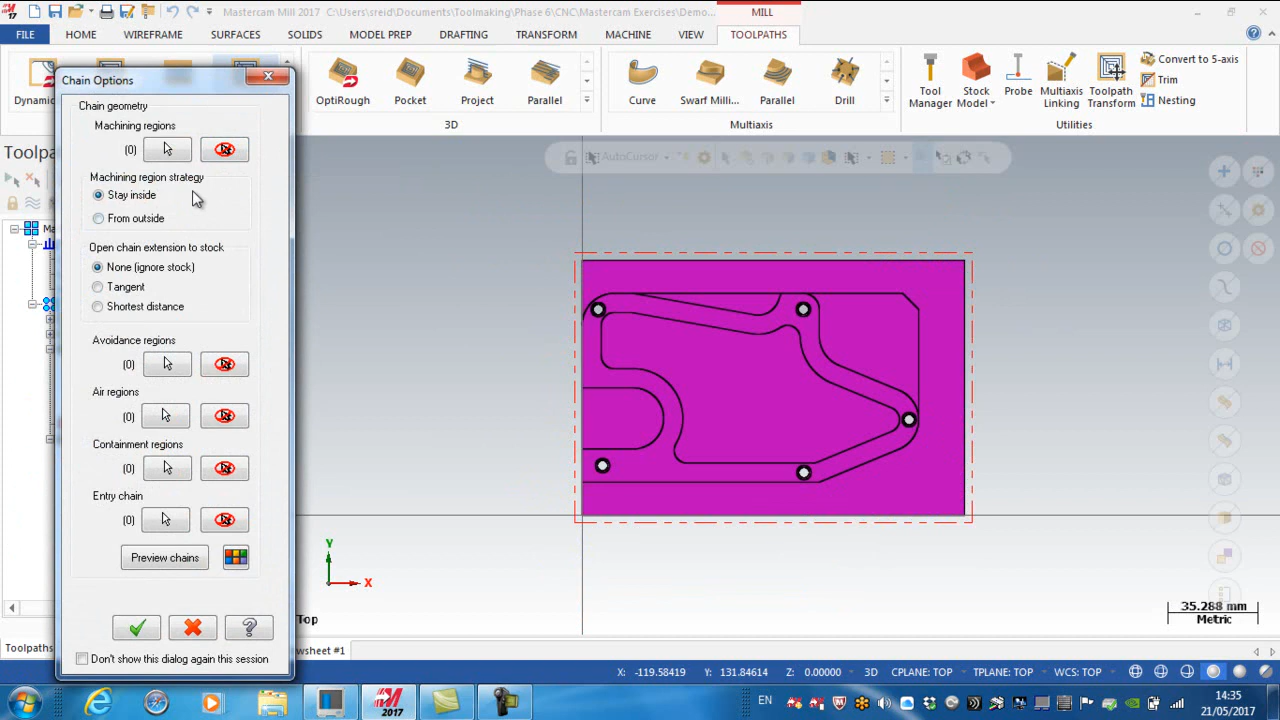 Mastercam Mill 2017 C:\Users\sreid\Documents\Toolmaking\Phase 6\CNC\Mastercam Exercises\Demo...
MILL
FILE HOME WIREFRAME SURFACES SOLIDS MODEL PREP DRAFTING TRANSFORM MACHINE VIEW TOOLPATHS
Dynamic
OptiRough Pocket Project Parallel
3D
Curve Swarf Milli... Parallel Drill
Multiaxis
Tool Manager
Stock Model
Probe
Multiaxis Linking
Toolpath Transform
Convert to 5-axis
Trim
Nesting
Utilities
Toolpaths
AutoCursor
Chain Options
Chain geometry
Machining regions
(0)
Machining region strategy
Stay inside
From outside
Open chain extension to stock
None (ignore stock)
Tangent
Shortest distance
Avoidance regions
(0)
Air regions
(0)
Containment regions
(0)
Entry chain
(0)
Preview chains
Don't show this dialog again this session
Y
X
Top
35.288 mm
Metric
Toolpaths
wsheet #1
X: -119.58419 Y: 131.84614 Z: 0.00000 3D CPLANE: TOP TPLANE: TOP WCS: TOP
2017
EN
14:35
21/05/2017